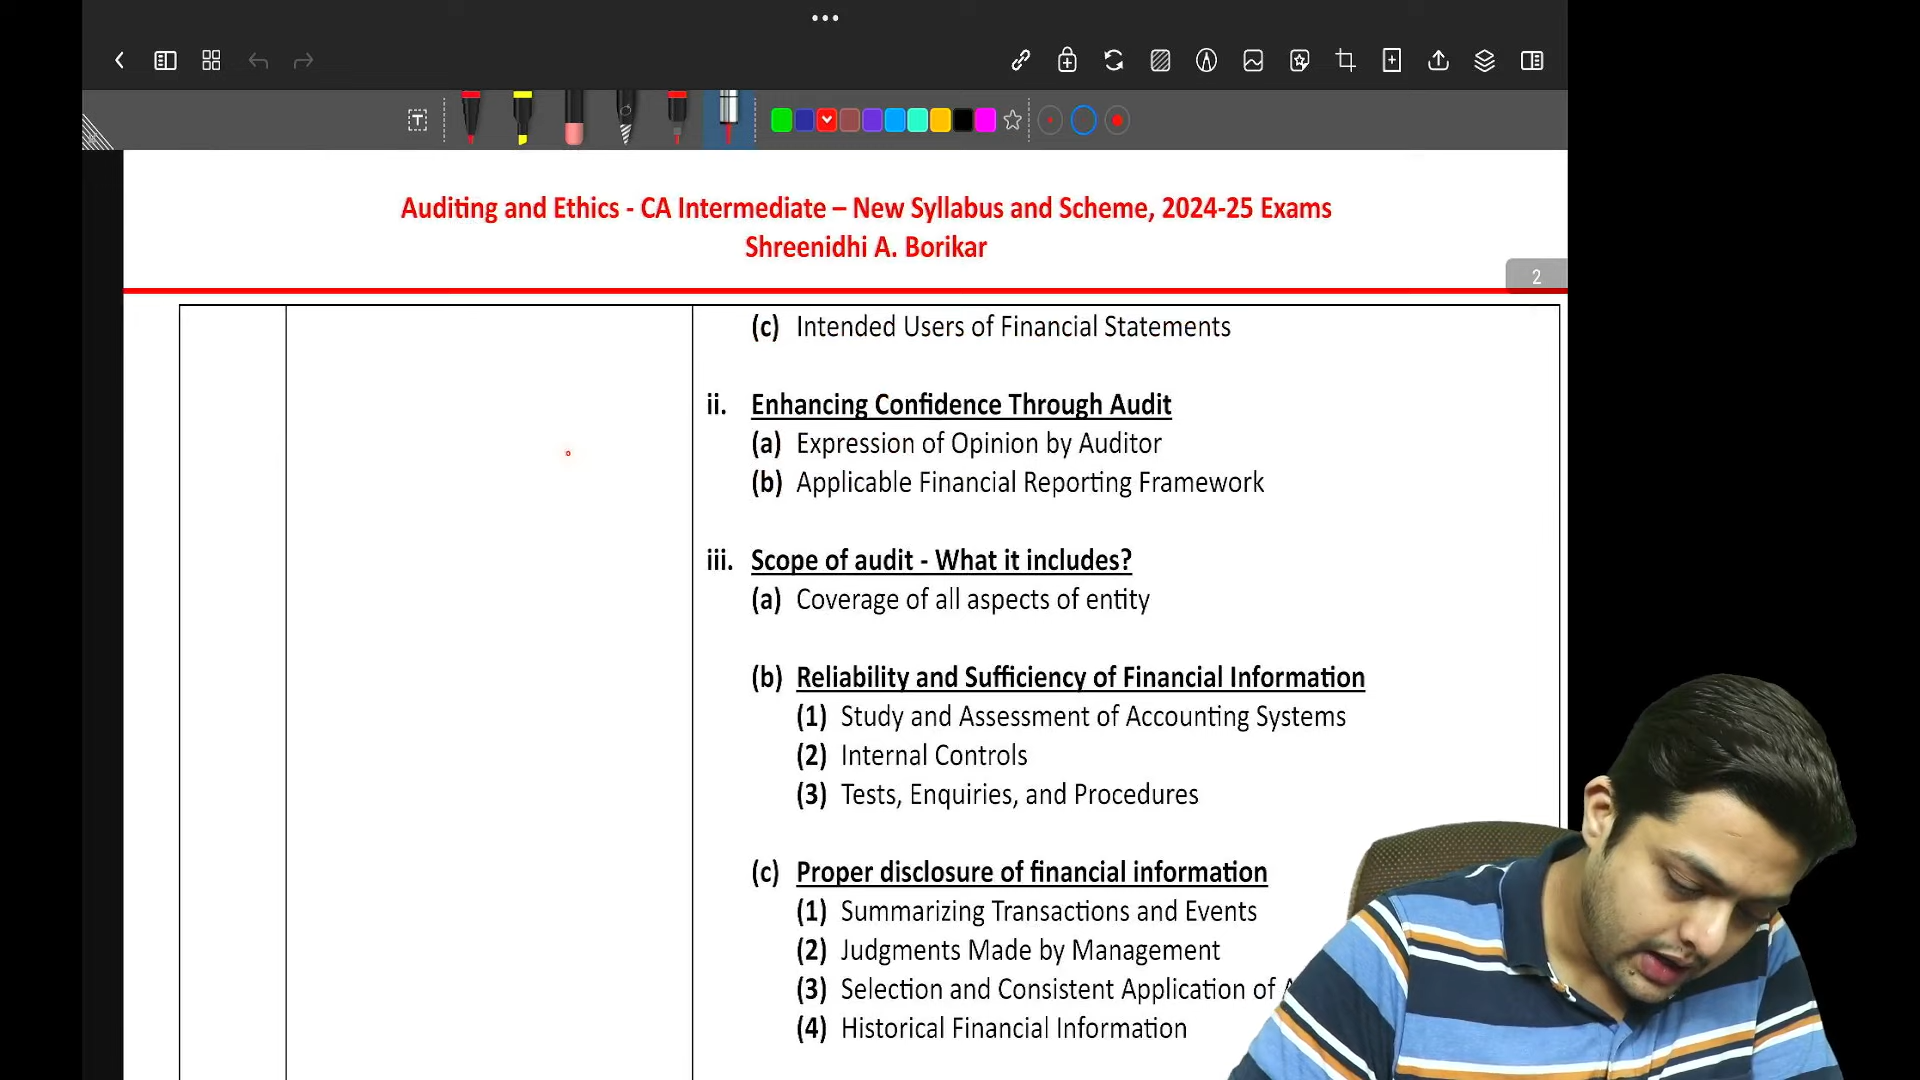 Auditing and Ethics - CA Intermediate – New Syllabus and Scheme, 2024-25 Exams
Shreenidhi A. Borikar
2
(c) Intended Users of Financial Statements
ii. Enhancing Confidence Through Audit
(a) Expression of Opinion by Auditor
(b) Applicable Financial Reporting Framework
iii. Scope of audit - What it includes?
(a) Coverage of all aspects of entity
(b) Reliability and Sufficiency of Financial Information
(1) Study and Assessment of Accounting Systems
(2) Internal Controls
(3) Tests, Enquiries, and Procedures
(c) Proper disclosure of financial information
(1) Summarizing Transactions and Events
(2) Judgments Made by Management
(3) Selection and Consistent Application of
(4) Historical Financial Information